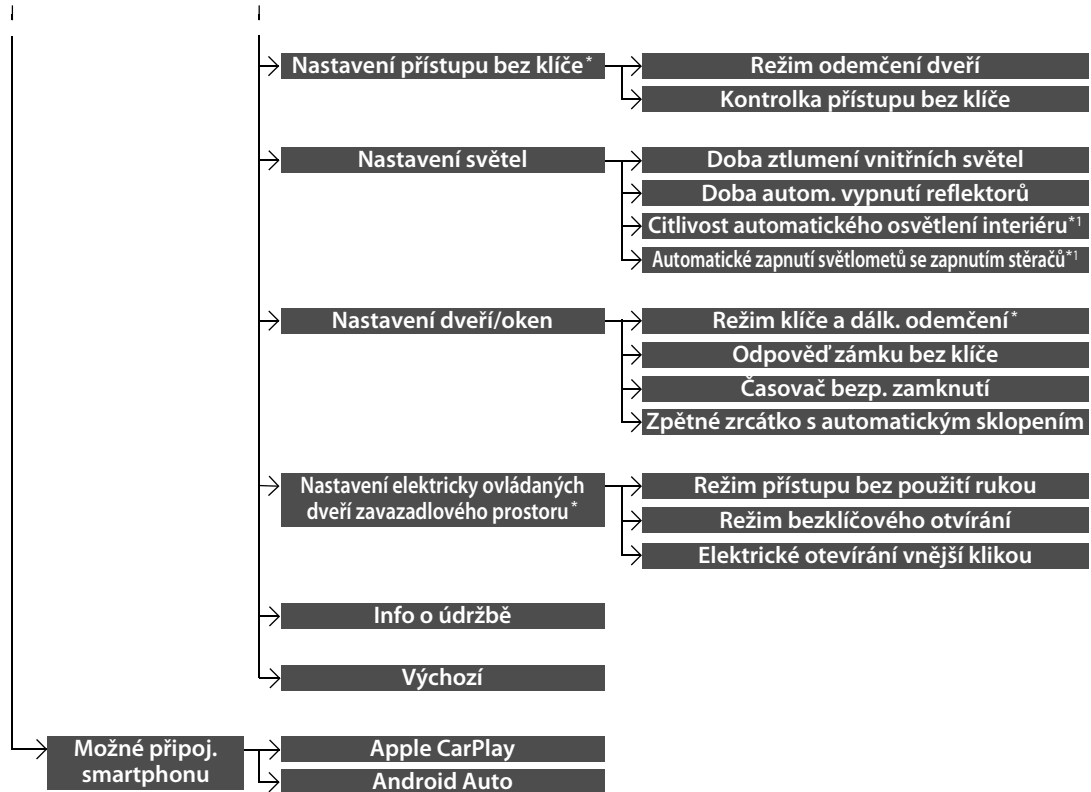 Nastavení přístupu bez klíče*
Režim odemčení dveří
Kontrolka přístupu bez klíče
Nastavení světel
Doba ztlumení vnitřních světel
Doba autom. vypnutí reflektorů
Citlivost automatického osvětlení interiéru*1
Automatické zapnutí světlometů se zapnutím stěračů*1
Nastavení dveří/oken
Režim klíče a dálk. odemčení*
Odpověď zámku bez klíče
Časovač bezp. zamknutí
Zpětné zrcátko s automatickým sklopením
Nastavení elektricky ovládaných
dveří zavazadlového prostoru*
Režim přístupu bez použití rukou
Režim bezklíčového otvírání
Elektrické otevírání vnější klikou
Info o údržbě
Výchozí
Možné připoj.
smartphonu
Apple CarPlay
Android Auto